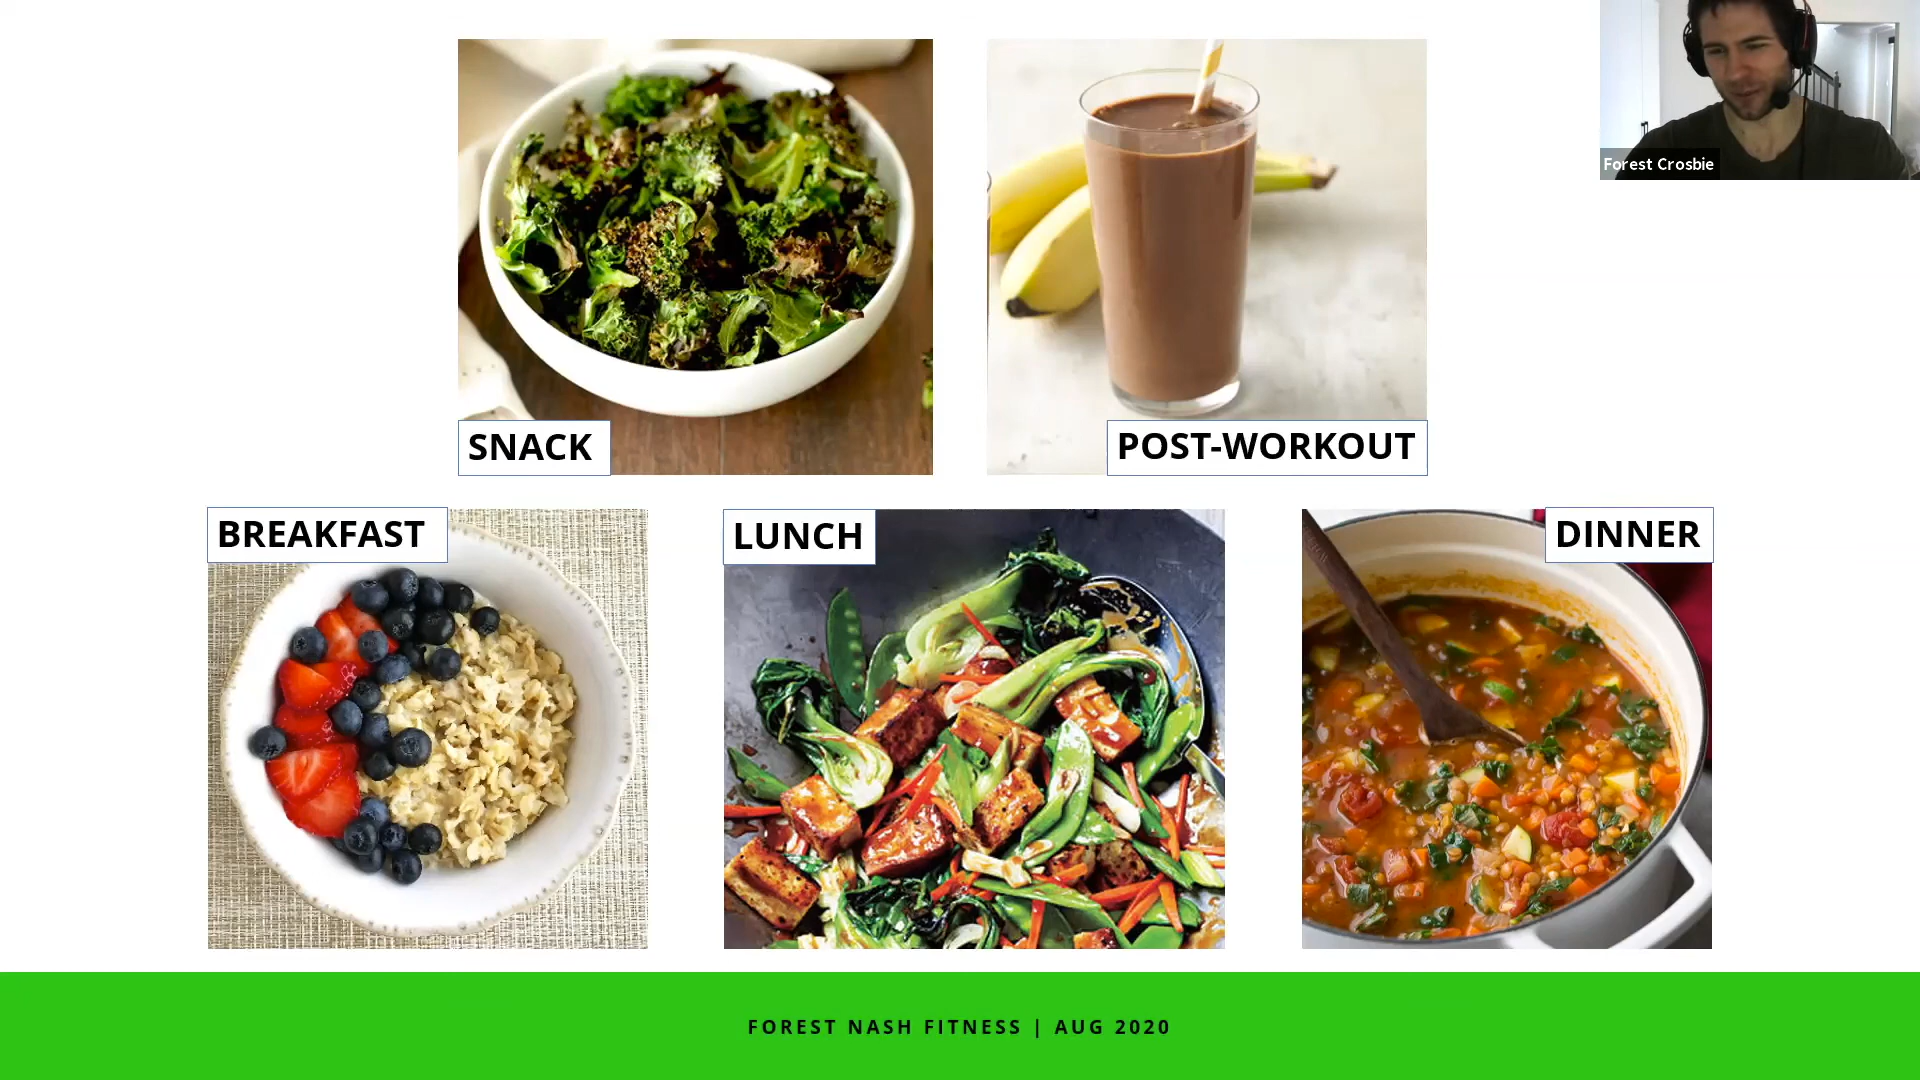 Forest Crosbie
SNACK
POST-WORKOUT
BREAKFAST
LUNCH
DINNER
FOREST NASH FITNESS | AUG 2020